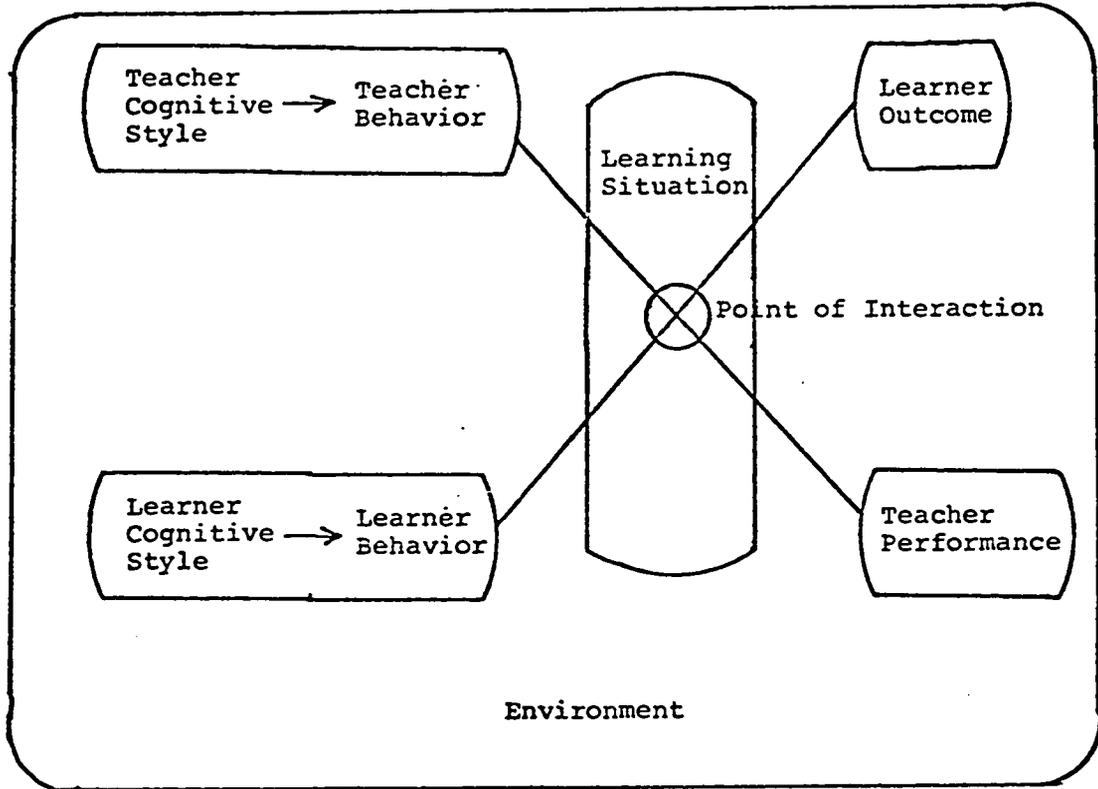 Teacher
Cognitive
Style
Teacher
Behavior
Learning
Situation
Learner
Outcome
Point of Interaction
Learner
Cognitive
Style
Learner
Behavior
Teacher
Performance
Environment